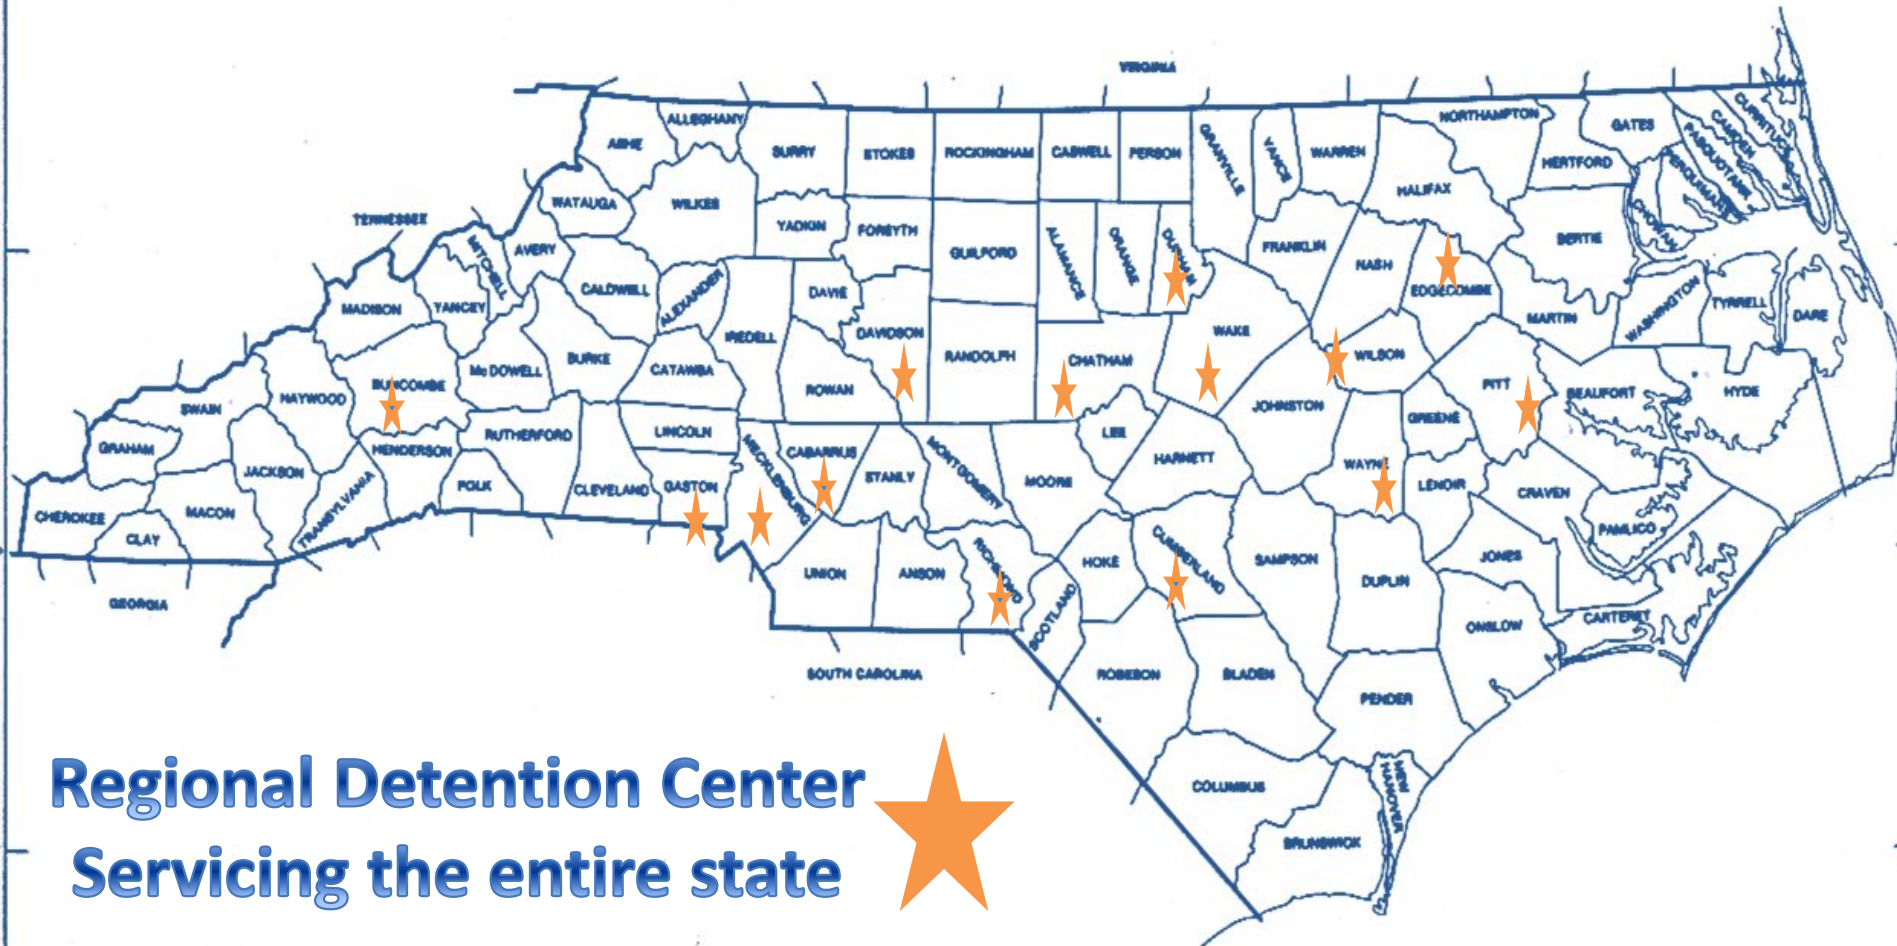 VIRGINIA
ALLEGHANY
NORTHAMPTON
GATES
CURRITUCK
CAMDEN
PASQUOTANK
PERQUIMANS
ASHE
SURRY
STOKES
ROCKINGHAM
CASWELL
PERSON
GRANVILLE
VANCE
WARREN
HERTFORD
HALIFAX
WATAUGA
WILKES
TENNESSEE
YADKIN
FORSYTH
CHOWAN
BERTIE
MITCHELL
AVERY
GUILFORD
ALAMANCE
ORANGE
DURHAM
FRANKLIN
NASH
CALDWELL
ALEXANDER
DAVIE
EDGECOMBE
MADISON
YANCEY
MARTIN
WASHINGTON
TYRRELL
DARE
IREDELL
DAVIDSON
WAKE
BURKE
RANDOLPH
CHATHAM
WILSON
McDOWELL
CATAWBA
BUNCOMBE
ROWAN
PITT
BEAUFORT
HYDE
SWAIN
HAYWOOD
JOHNSTON
GREENE
LINCOLN
RUTHERFORD
LEE
GRAHAM
HENDERSON
MECKLENBURG
CABARRUS
MONTGOMERY
HARNETT
WAYNE
JACKSON
POLK
CLEVELAND
GASTON
STANLY
MOORE
LENOIR
CRAVEN
CHEROKEE
MACON
TRANSYLVANIA
CLAY
PAMLICO
UNION
ANSON
RICHMOND
HOKE
CUMBERLAND
SAMPSON
JONES
DUPLIN
GEORGIA
SCOTLAND
ONSLOW
CARTERET
SOUTH CAROLINA
ROBESON
BLADEN
PENDER
COLUMBUS
NEW HANOVER
BRUNSWICK
Regional Detention Center
Servicing the entire state